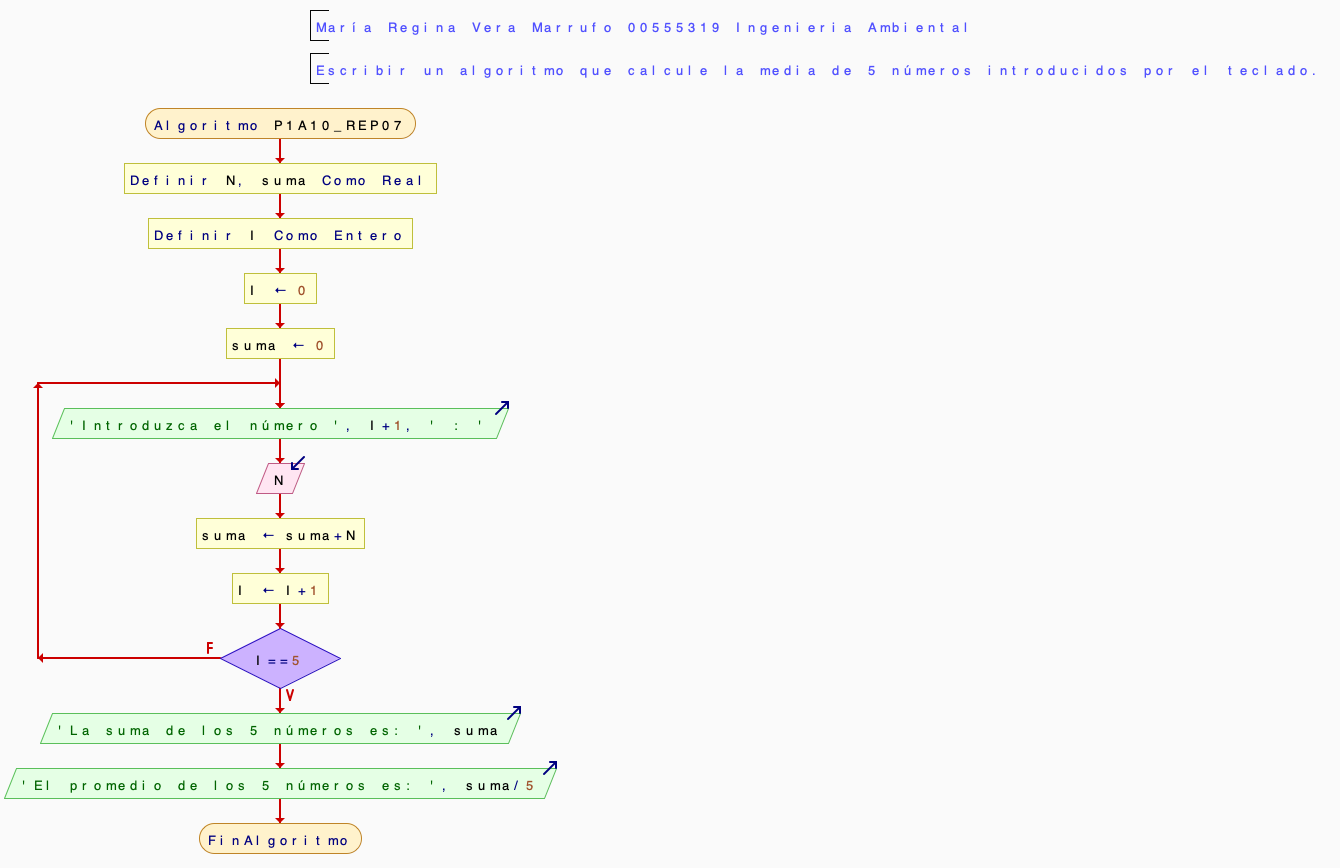 María Regina Vera Marrufo 00555319 Ingenieria Ambiental
Escribir un algoritmo que calcule la media de 5 números introducidos por el teclado.
Algoritmo P1A10_REP07
Definir N, suma Como Real
Definir I Como Entero
I ← 0
suma ← 0
'Introduzca el número ', I+1, ' : '
N
suma ← suma+N
I ← I+1
F
I==5
V
'La suma de los 5 números es: ', suma
'El promedio de los 5 números es: ', suma/5
FinAlgoritmo